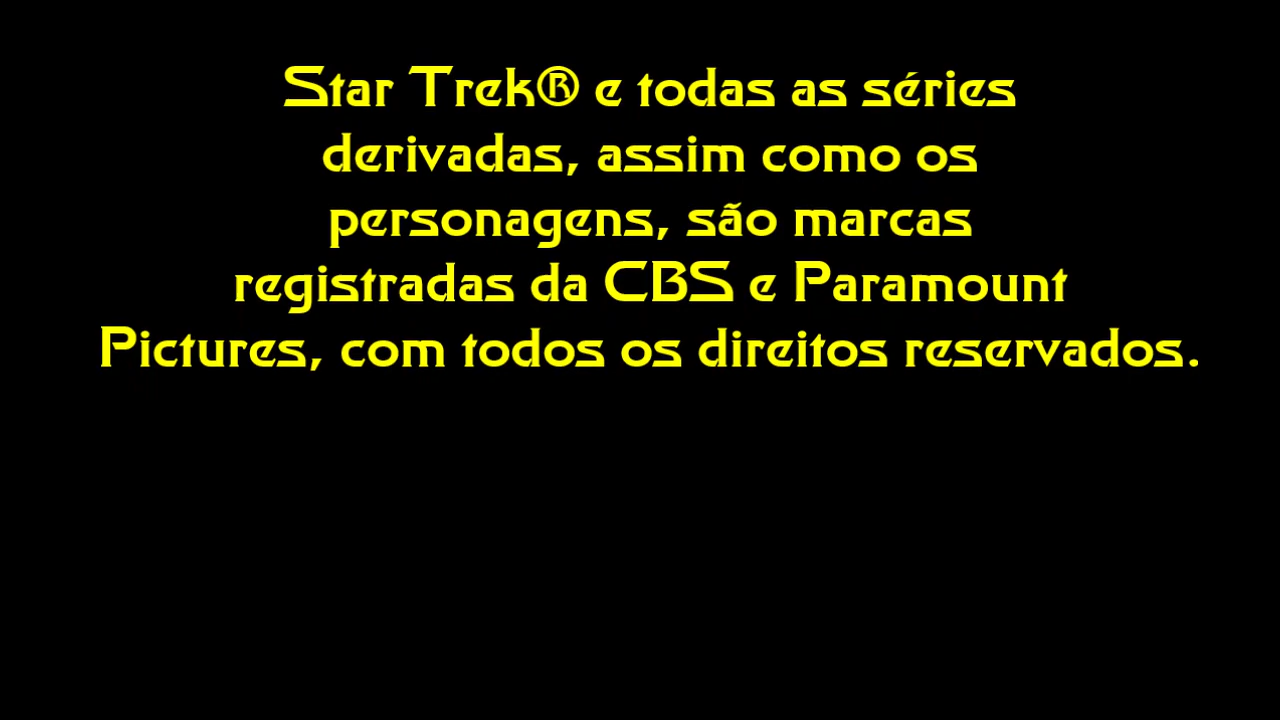 Star Trek® e todas as séries
derivadas, assim como os
personagens, são marcas
registradas da CBS e Paramount
Pictures, com todos os direitos reservados.